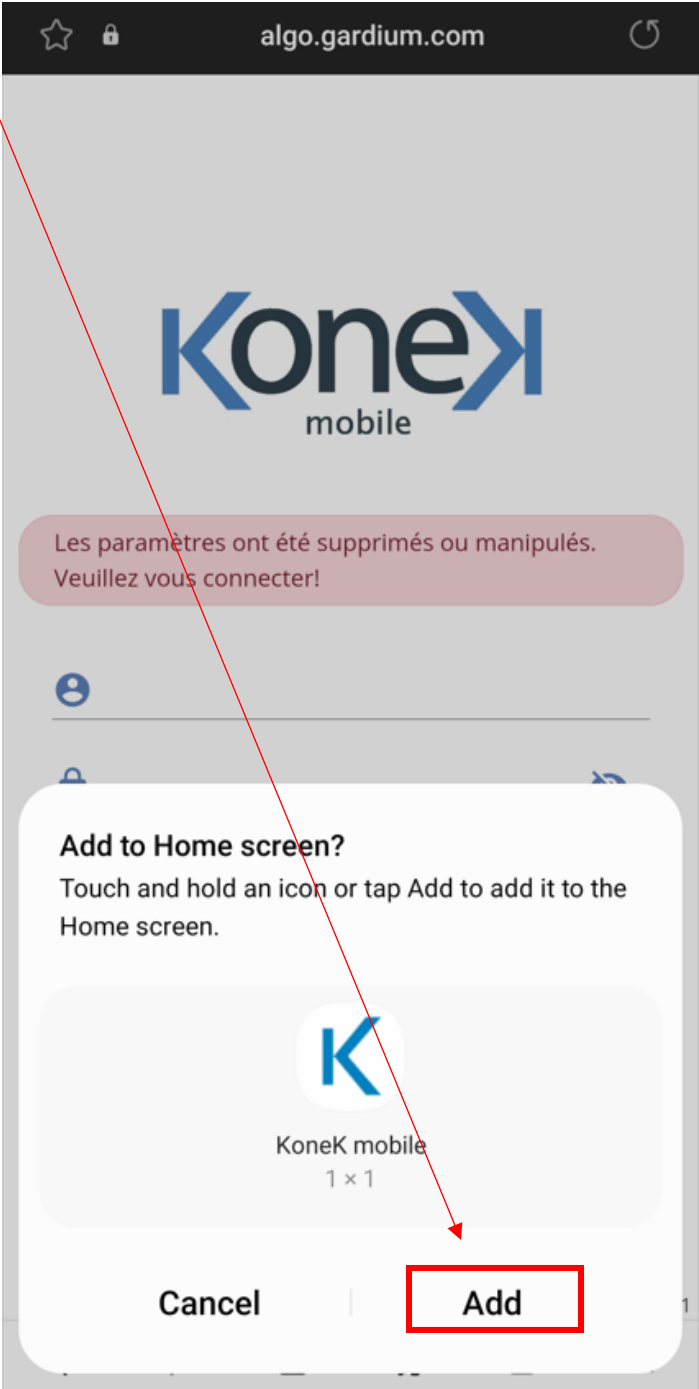 algo.gardium.com
KoneK
mobile
Les paramètres ont été supprimés ou manipulés.
Veuillez vous connecter!
Add to Home screen?
Touch and hold an icon or tap Add to add it to the
Home screen.
K
KoneK mobile
1 × 1
Cancel
Add
1